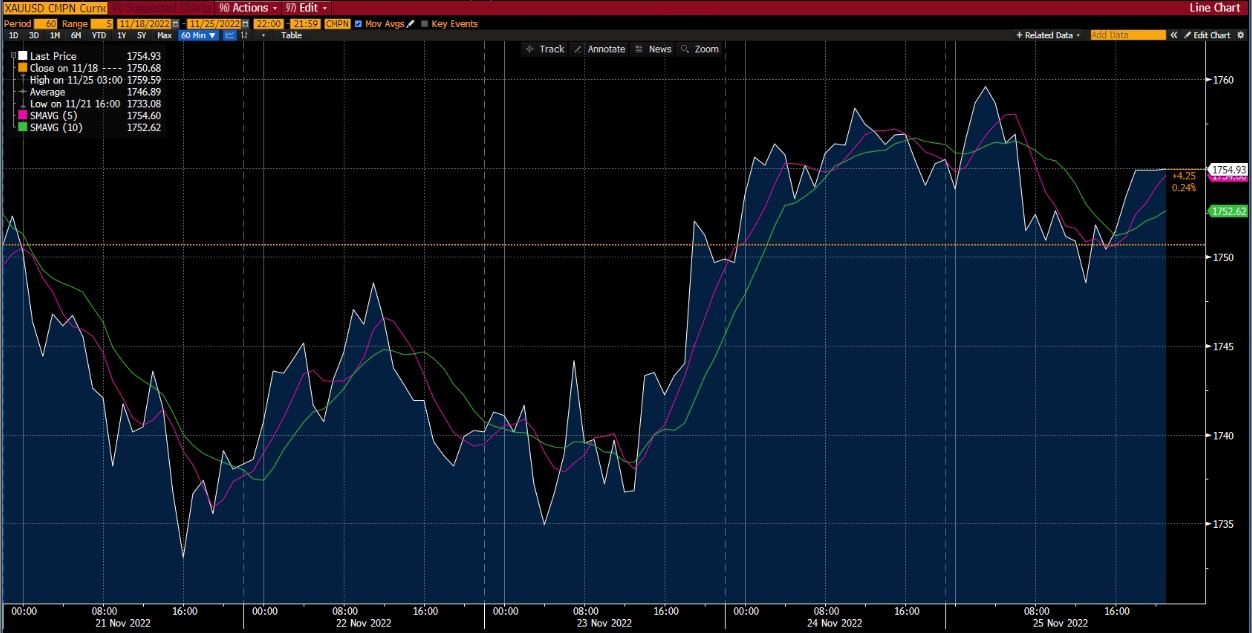 XAUUSD CMPN Curnc 96) Suggested Charts 96) Actions 97) Edit Line Chart
Period 60 Range 5 11/18/2022 - 11/25/2022 22:00 - 21:59 CMPN Mov Avgs Key Events
1D 3D 1M 6M YTD 1Y 5Y Max 60 Min ▼ Table + Related Data Add Data « Edit Chart
Track Annotate News Zoom
Last Price 1754.93
Close on 11/18 ---- 1750.68
High on 11/25 03:00 1759.59
Average 1746.89
Low on 11/21 16:00 1733.08
SMAVG (5) 1754.60
SMAVG (10) 1752.62
1760
1754.93
1754.60
+4.25
0.24%
1752.62
1750
1745
1740
1735
00:00 08:00 16:00 00:00 08:00 16:00 00:00 08:00 16:00 00:00 08:00 16:00 08:00 16:00
21 Nov 2022 22 Nov 2022 23 Nov 2022 24 Nov 2022 25 Nov 2022